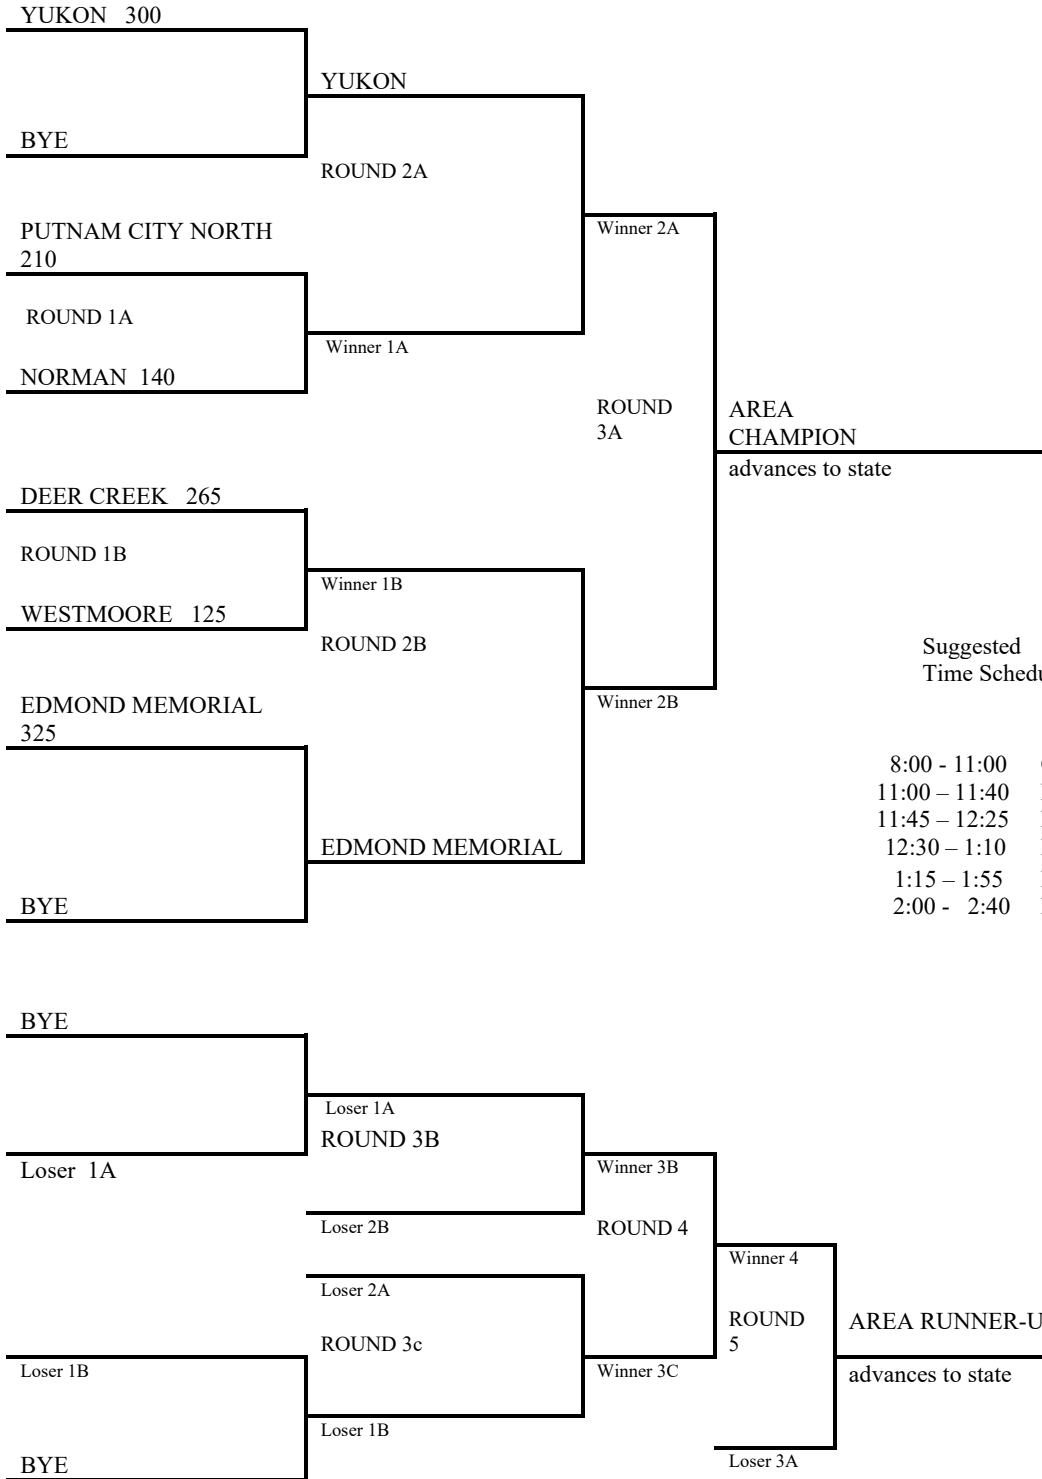 YUKON 300
YUKON
BYE
ROUND 2A
PUTNAM CITY NORTH
210
Winner 2A
ROUND 1A
Winner 1A
NORMAN 140
ROUND
3A
AREA
CHAMPION
advances to state
DEER CREEK 265
ROUND 1B
Winner 1B
WESTMOORE 125
ROUND 2B
Suggested
Time
EDMOND MEMORIAL
325
Winner 2B
8:00 - 11:00
11:00 – 11:40
11:45 – 12:25
12:30 – 1:10
1:15 – 1:55
2:00 - 2:40
EDMOND MEMORIAL
BYE
BYE
Loser 1A
ROUND 3B
Loser 1A
Winner 3B
Loser 2B
ROUND 4
Winner 4
Loser 2A
ROUND
5
AREA RUNNER-U
ROUND 3c
Loser 1B
Winner 3C
advances to state
Loser 1B
Loser 3A
BYE